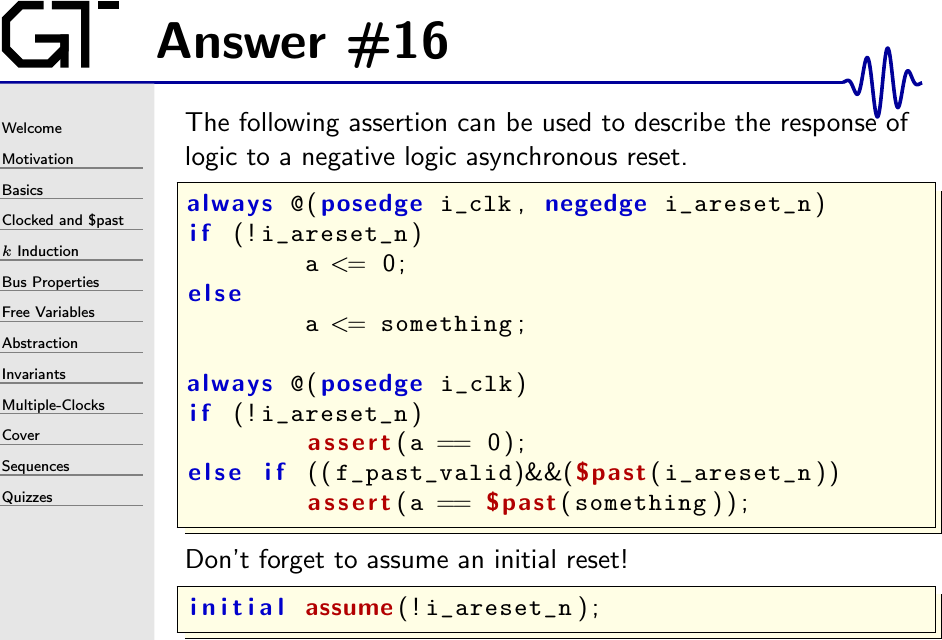 GT
Answer #16
Welcome
Motivation
Basics
Clocked and $past
k Induction
Bus Properties
Free Variables
Abstraction
Invariants
Multiple-Clocks
Cover
Sequences
Quizzes
The following assertion can be used to describe the response of
logic to a negative logic asynchronous reset.
always @(posedge i_clk, negedge i_areset_n)
if (!i_areset_n)
        a <= 0;
else
        a <= something;

always @(posedge i_clk)
if (!i_areset_n)
        assert(a == 0);
else if ((f_past_valid)&&($past(i_areset_n))
        assert(a == $past(something));
Don't forget to assume an initial reset!
initial assume(!i_areset_n);